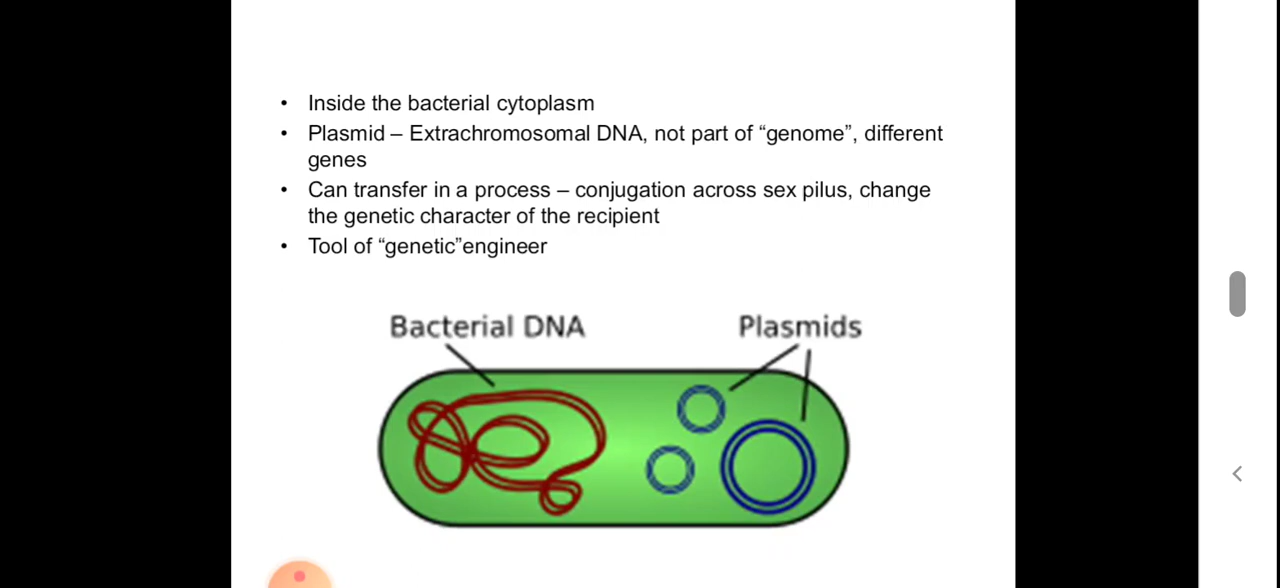 • Inside the bacterial cytoplasm
• Plasmid – Extrachromosomal DNA, not part of “genome”, different
genes
• Can transfer in a process – conjugation across sex pilus, change
the genetic character of the recipient
• Tool of “genetic”engineer
Bacterial DNA
Plasmids